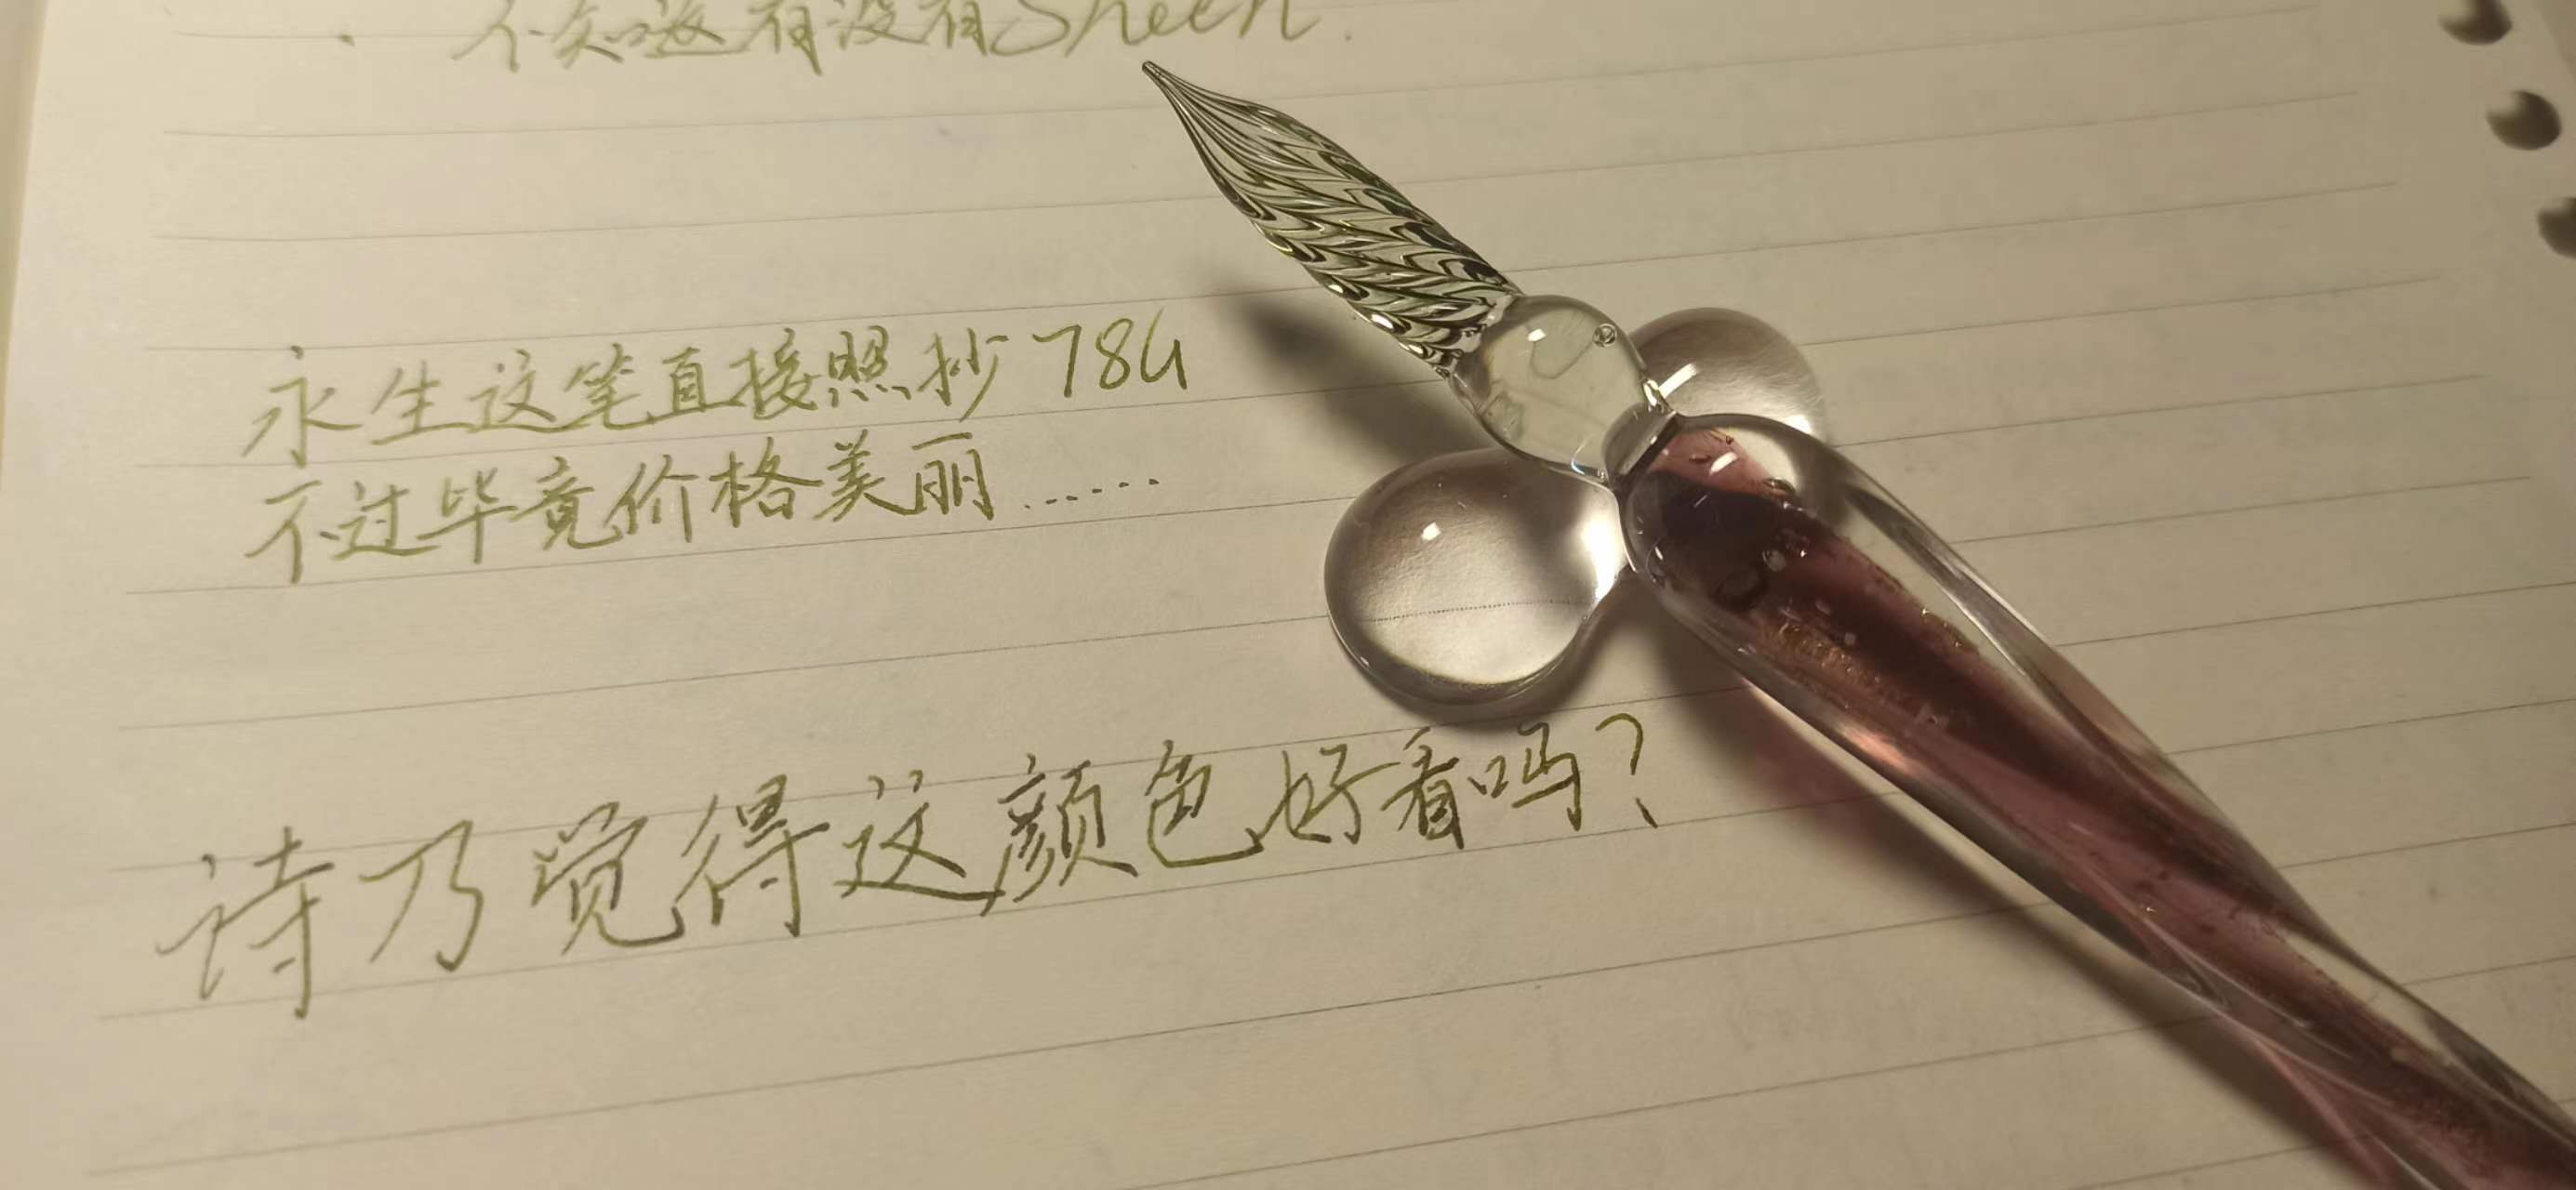 不知道有没有Sheen.
永生这笔直接照抄78G
不过毕竟价格美丽……
诗乃觉得这颜色好看吗?